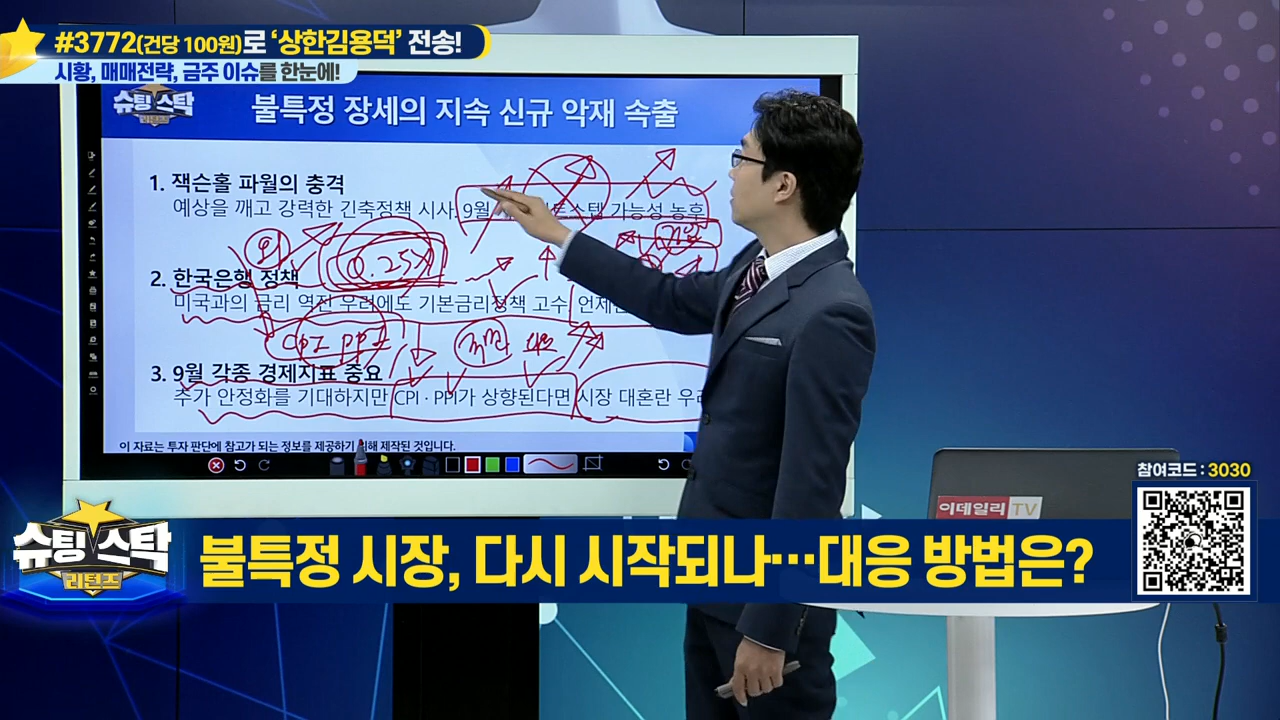 #3772(건당 100원)로 '상한김용덕' 전송!
시황, 매매전략, 금주 이슈를 한눈에!
슈팅 스탁
리턴즈
불특정 장세의 지속 신규 악재 속출
1. 잭슨홀 파월의 충격
예상을 깨고 강력한 긴축정책 시사. 9월 가능성 농후
0.25%
2. 한국은행 정책
미국과의 금리 역전 우려에도 기본금리정책 고수, 언제
CPI PPI
3. 9월 각종 경제지표 중요
주가 안정화를 기대하지만 CPI · PPI가 상향된다면 시장 대혼란 우려
이 자료는 투자 판단에 참고가 되는 정보를 제공하기 위해 제작된 것입니다.
참여코드 : 3030
이데일리 TV
슈팅 스탁
리턴즈
불특정 시장, 다시 시작되나…대응 방법은?